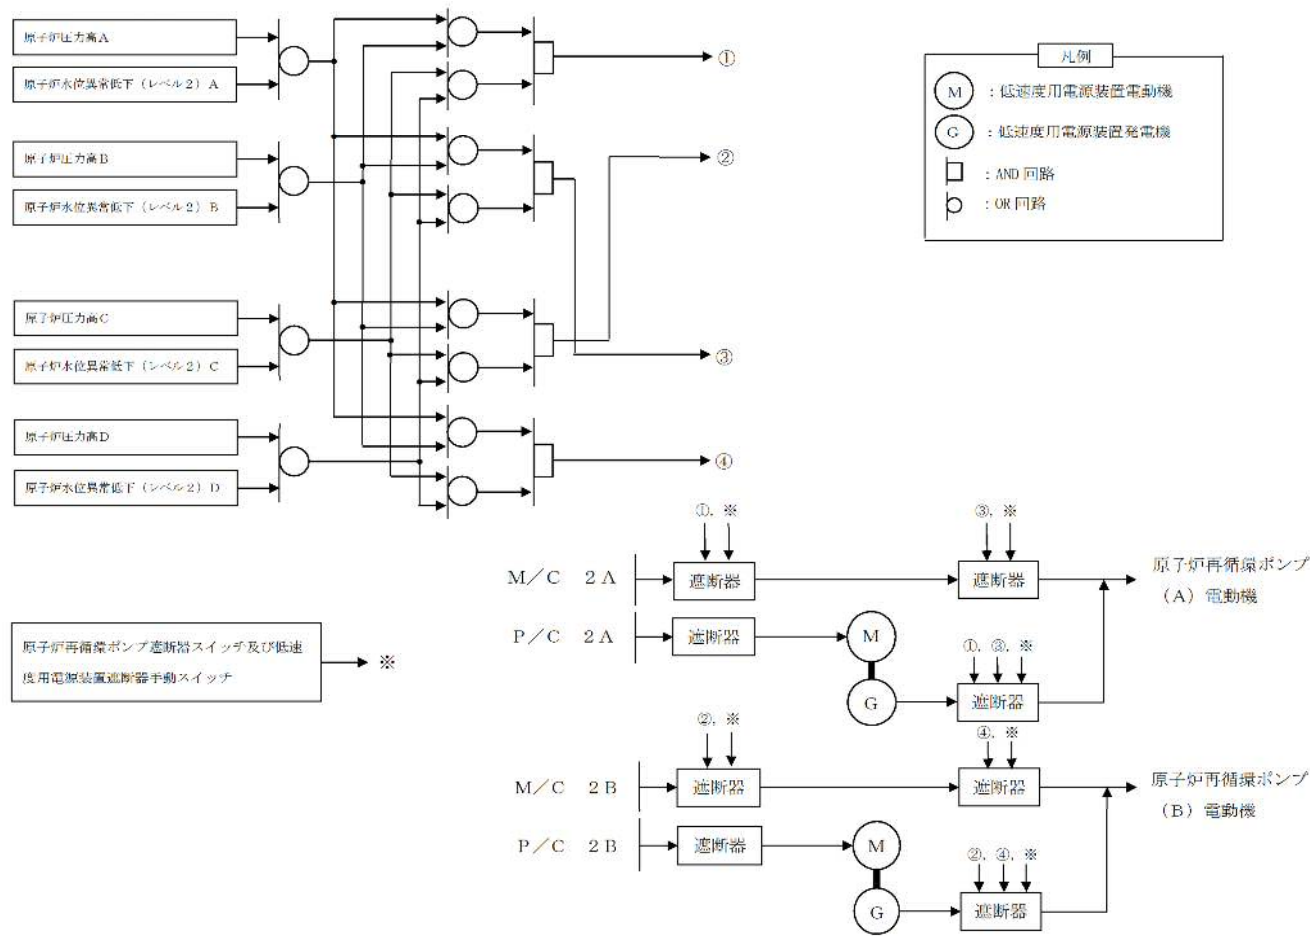 原子炉圧力高A
原子炉水位異常低下（レベル2）A
原子炉圧力高B
原子炉水位異常低下（レベル2）B
原子炉圧力高C
原子炉水位異常低下（レベル2）C
原子炉圧力高D
原子炉水位異常低下（レベル2）D
①
②
③
④
凡例
M ：低速度用電源装置電動機
G ：低速度用電源装置発電機
：AND回路
：OR回路
原子炉再循環ポンプ遮断器スイッチ及び低速
度用電源装置遮断器手動スイッチ
※
①，※
③，※
M／C 2A
遮断器
遮断器
原子炉再循環ポンプ
（A）電動機
P／C 2A
遮断器
M
①，③，※
G
遮断器
②，※
④，※
M／C 2B
遮断器
遮断器
原子炉再循環ポンプ
（B）電動機
P／C 2B
遮断器
M
②，④，※
G
遮断器